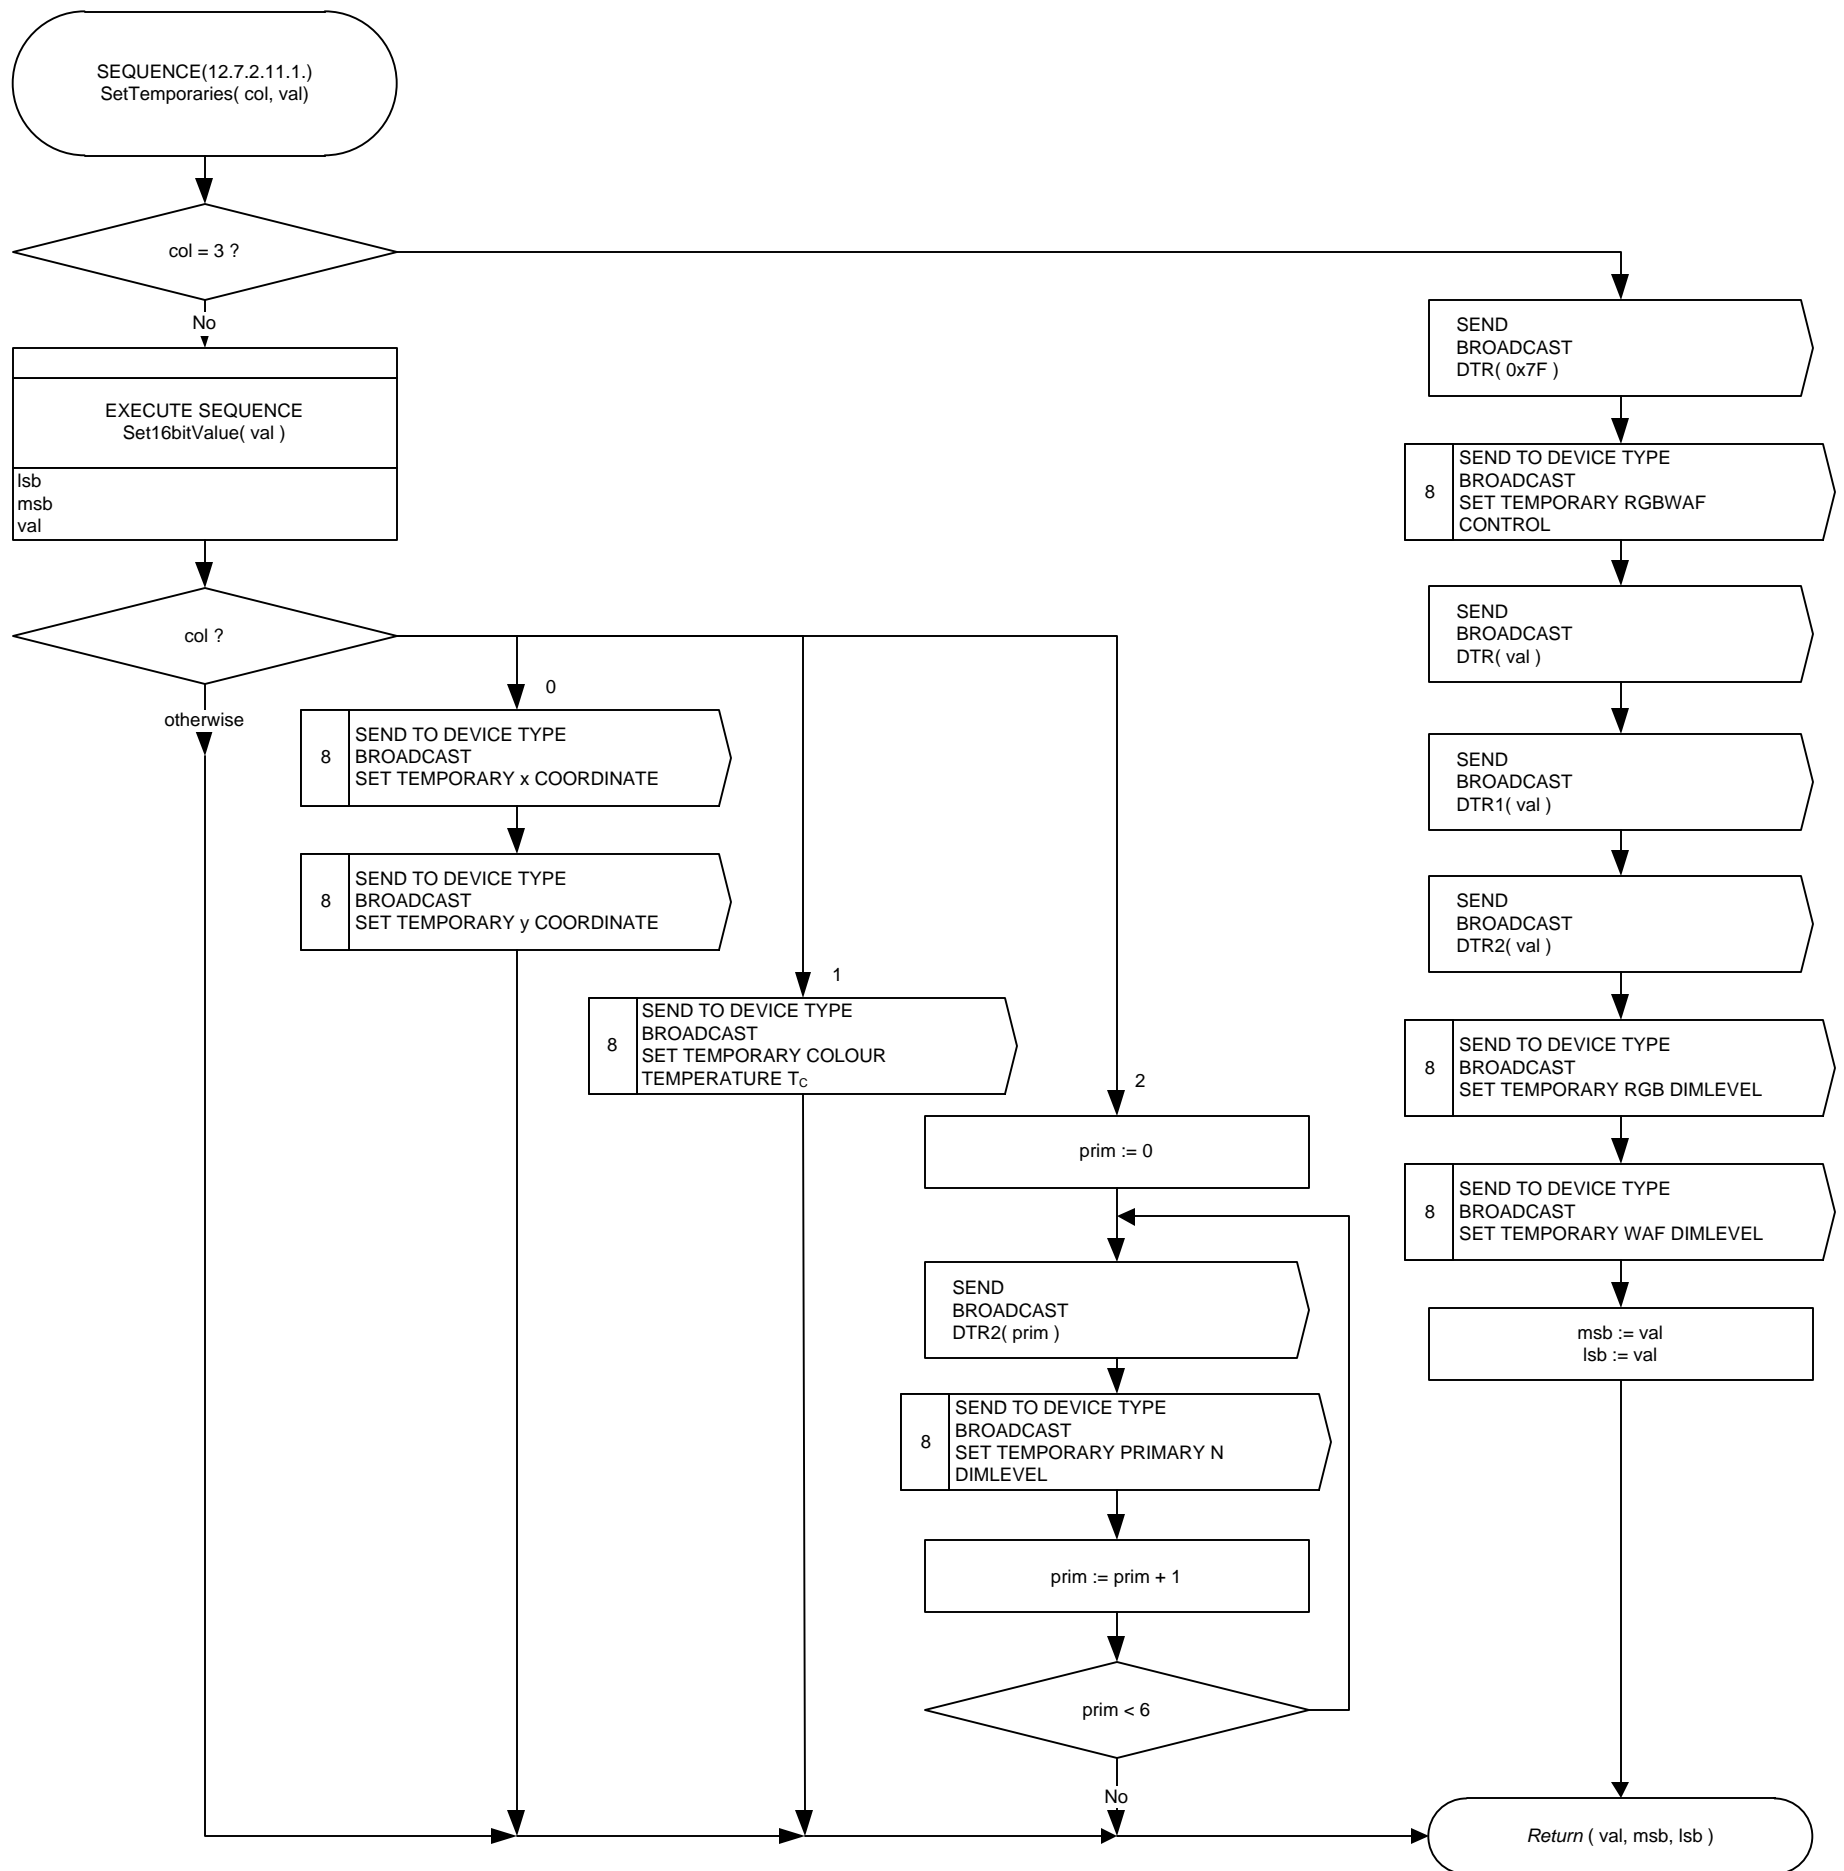 SEQUENCE(12.7.2.11.1.)
SetTemporaries( col, val)
col = 3 ?
No
EXECUTE SEQUENCE
Set16bitValue( val )
lsb
msb
val
col ?
otherwise
0
8
SEND TO DEVICE TYPE
BROADCAST
SET TEMPORARY x COORDINATE
8
SEND TO DEVICE TYPE
BROADCAST
SET TEMPORARY y COORDINATE
1
8
SEND TO DEVICE TYPE
BROADCAST
SET TEMPORARY COLOUR
TEMPERATURE Tc
2
prim := 0
SEND
BROADCAST
DTR2( prim )
8
SEND TO DEVICE TYPE
BROADCAST
SET TEMPORARY PRIMARY N
DIMLEVEL
prim := prim + 1
prim < 6
No
SEND
BROADCAST
DTR( 0x7F )
8
SEND TO DEVICE TYPE
BROADCAST
SET TEMPORARY RGBWAF
CONTROL
SEND
BROADCAST
DTR( val )
SEND
BROADCAST
DTR1( val )
SEND
BROADCAST
DTR2( val )
8
SEND TO DEVICE TYPE
BROADCAST
SET TEMPORARY RGB DIMLEVEL
8
SEND TO DEVICE TYPE
BROADCAST
SET TEMPORARY WAF DIMLEVEL
msb := val
lsb := val
Return ( val, msb, lsb )